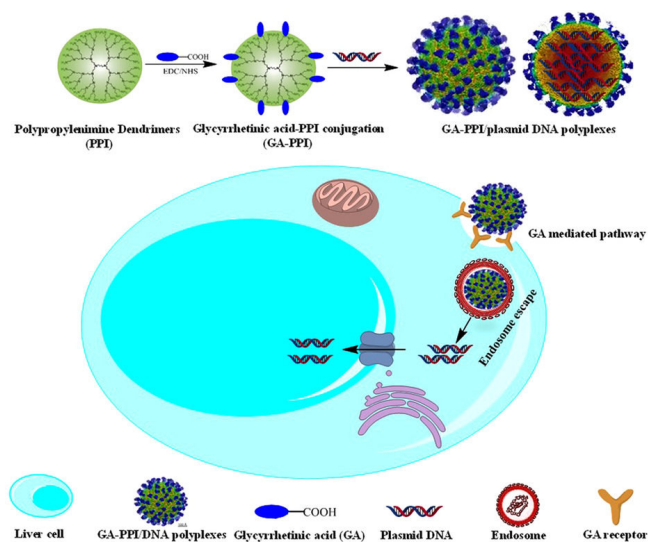 COOH
EDC/NHS
Polypropylenimine Dendrimers
(PPI)
Glycyrrhetinic acid-PPI conjugation
(GA-PPI)
GA-PPI/plasmid DNA polyplexes
GA mediated pathway
Endosome escape
COOH
Liver cell
GA-PPI/DNA polyplexes
Glycyrrhetinic acid (GA)
Plasmid DNA
Endosome
GA receptor